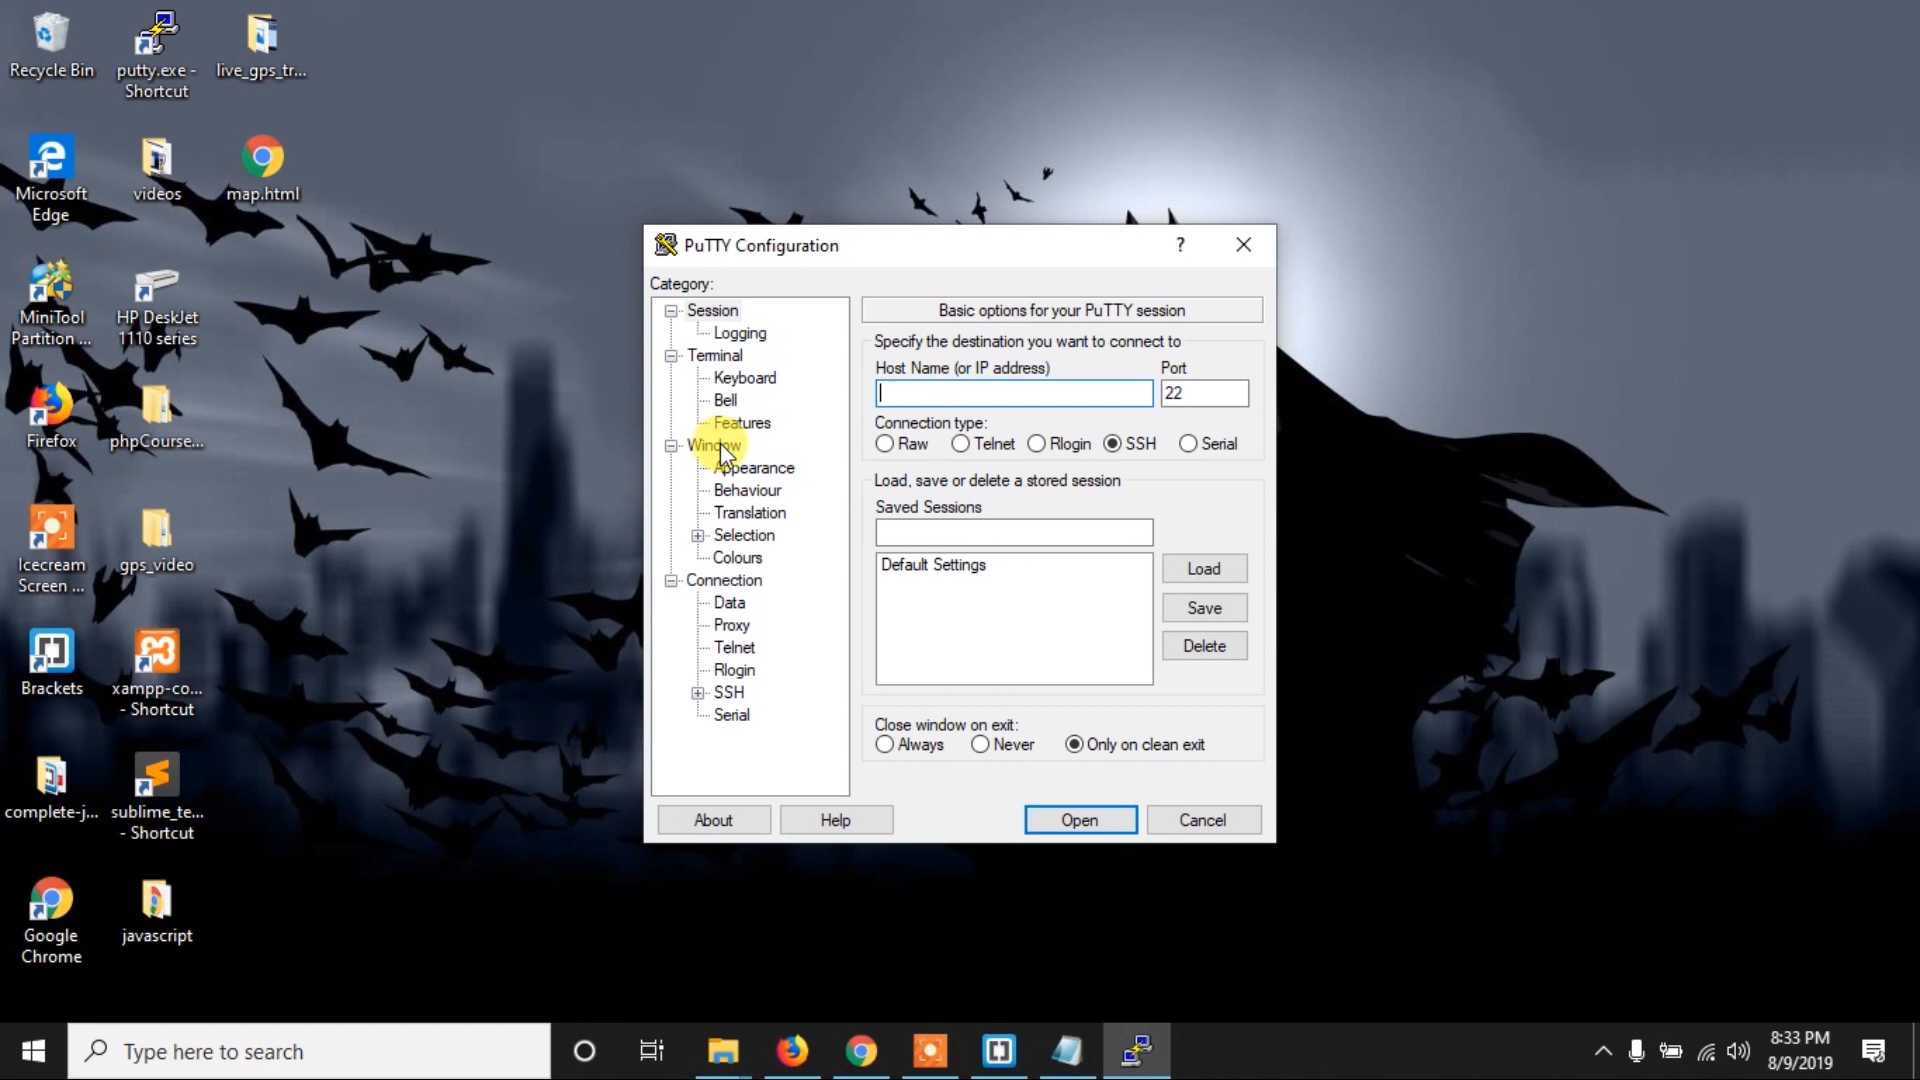 Recycle Bin
putty.exe -
Shortcut
live_gps_tr...
Microsoft
Edge
videos
map.html
MiniTool
Partition ...
HP DeskJet
1110 series
Firefox
phpCourse...
Icecream
Screen ...
gps_video
Brackets
xampp-co...
- Shortcut
complete-j...
sublime_te...
- Shortcut
Google
Chrome
javascript
PuTTY Configuration
?
Category:
Session
Logging
Terminal
Keyboard
Bell
Features
Window
Appearance
Behaviour
Translation
Selection
Colours
Connection
Data
Proxy
Telnet
Rlogin
SSH
Serial
Basic options for your PuTTY session
Specify the destination you want to connect to
Host Name (or IP address)
Port
22
Connection type:
Raw
Telnet
Rlogin
SSH
Serial
Load, save or delete a stored session
Saved Sessions
Default Settings
Load
Save
Delete
Close window on exit:
Always
Never
Only on clean exit
About
Help
Open
Cancel
Type here to search
8:33 PM
8/9/2019